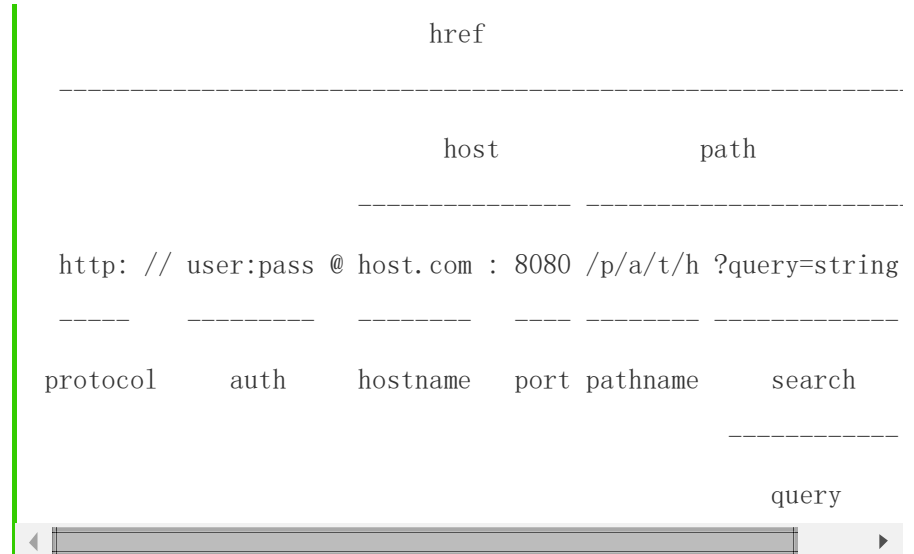 href
------------------------------------------------------------
host path
--------------- -----------------------
http: // user:pass @ host.com : 8080 /p/a/t/h ?query=string
----- --------- -------- ---- -------- -------------
protocol auth hostname port pathname search
------------
query